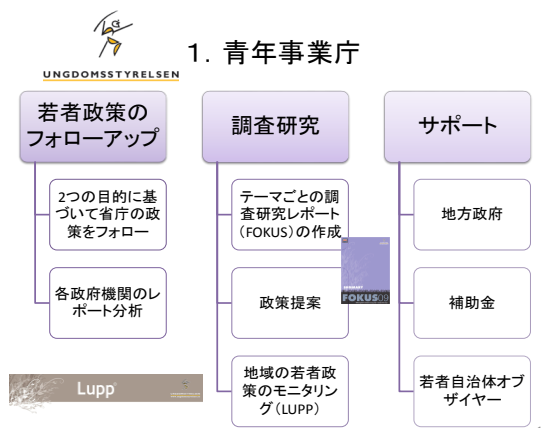 UNGDOMSSTYRELSEN
1. 青年事業庁
若者政策の
フォローアップ
2つの目的に基
づいて省庁の政
策をフォロー
各政府機関のレ
ポート分析
調査研究
テーマごとの調
査研究レポート
(FOKUS)の作成
政策提案
地域の若者政
策のモニタリン
グ(LUPP)
サポート
地方政府
補助金
若者自治体オブ
ザイヤー
FOKUS09
Lupp